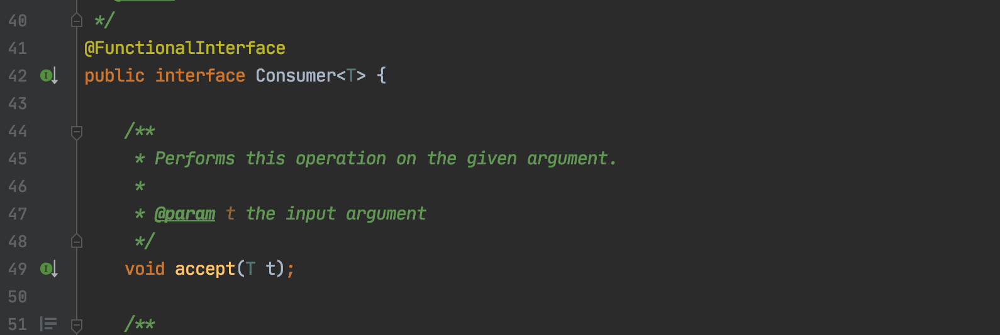 40 */
41 @FunctionalInterface
42 I public interface Consumer<T> {
43
44 /**
45 * Performs this operation on the given argument.
46 *
47 * @param t the input argument
48 */
49 I void accept(T t);
50
51 /**